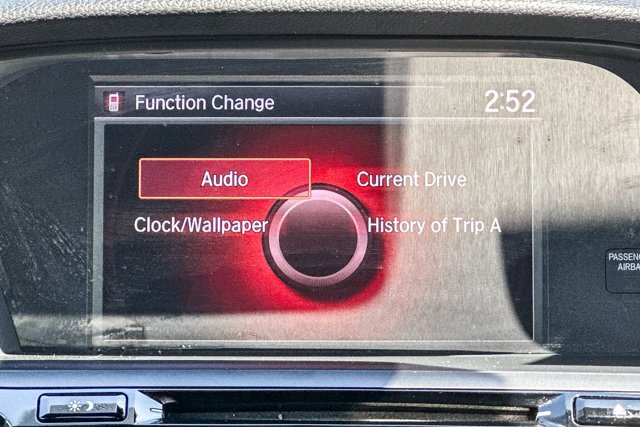 Function Change
2:52
Audio
Current Drive
Clock/Wallpaper
History of Trip A